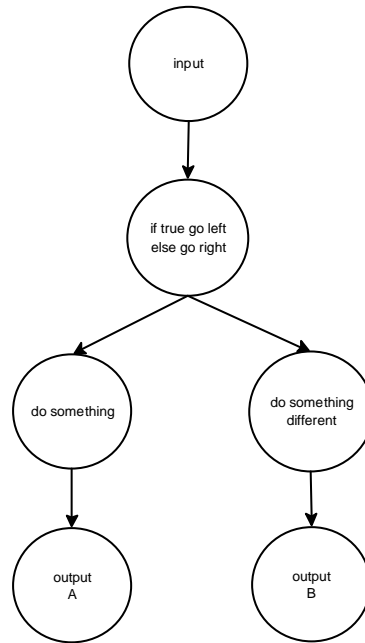 input
if true go left
else go right
do something
do something
different
output
A
output
B